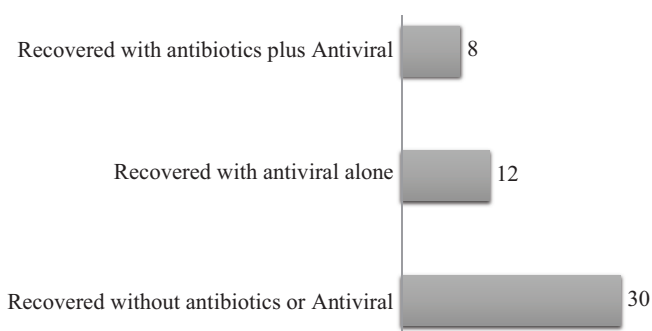 Recovered with antibiotics plus Antiviral 8
Recovered with antiviral alone 12
Recovered without antibiotics or Antiviral 30